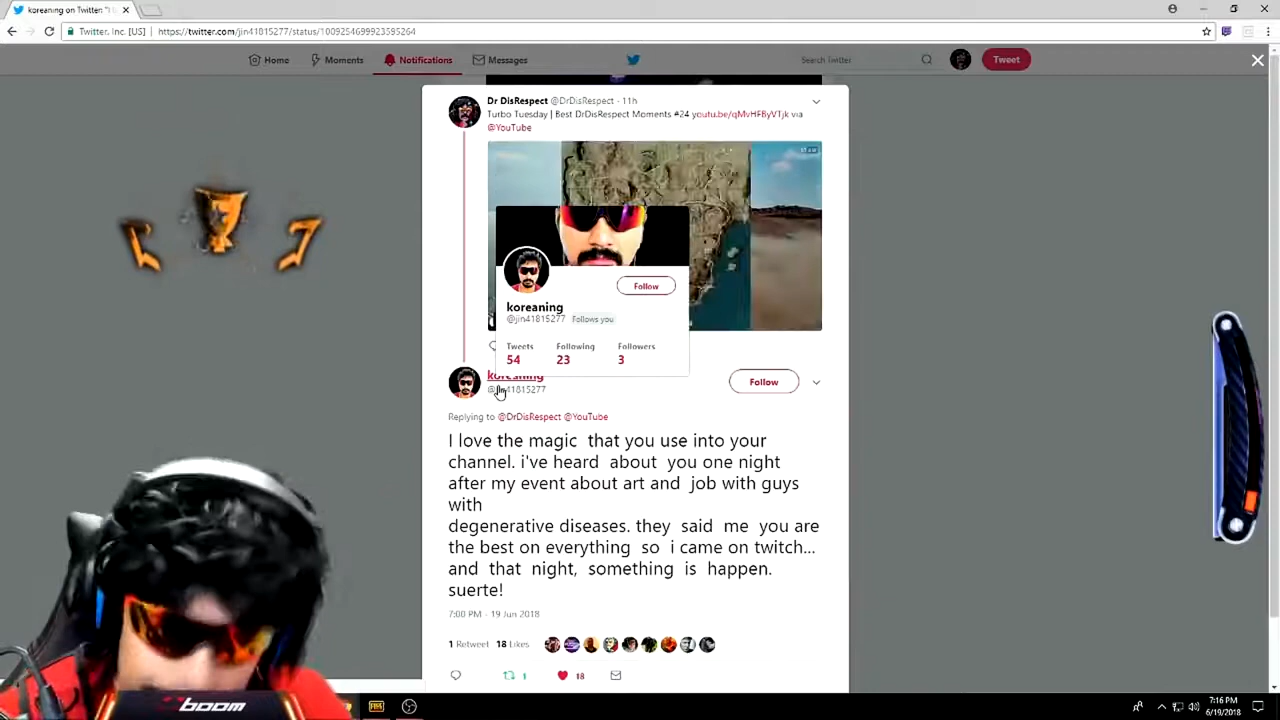 koreaning on Twitter: "I
Twitter, Inc. [US] https://twitter.com/jin41815277/status/1009254699923595264
Home Moments Notifications Messages Search Twitter Tweet
Dr DisRespect @DrDisRespect · 11h
Turbo Tuesday | Best DrDisRespect Moments #24 youtu.be/qMvHFByVTjk via
@YouTube
Follow
koreaning
@jin41815277 Follows you
Tweets Following Followers
54 23 3
koreaning
@jin41815277
Follow
Replying to @DrDisRespect @YouTube
I love the magic that you use into your
channel. i've heard about you one night
after my event about art and job with guys
with
degenerative diseases. they said me you are
the best on everything so i came on twitch...
and that night, something is happen.
suerte!
7:00 PM - 19 Jun 2018
1 Retweet 18 Likes
1 18
boom
7:16 PM
6/19/2018